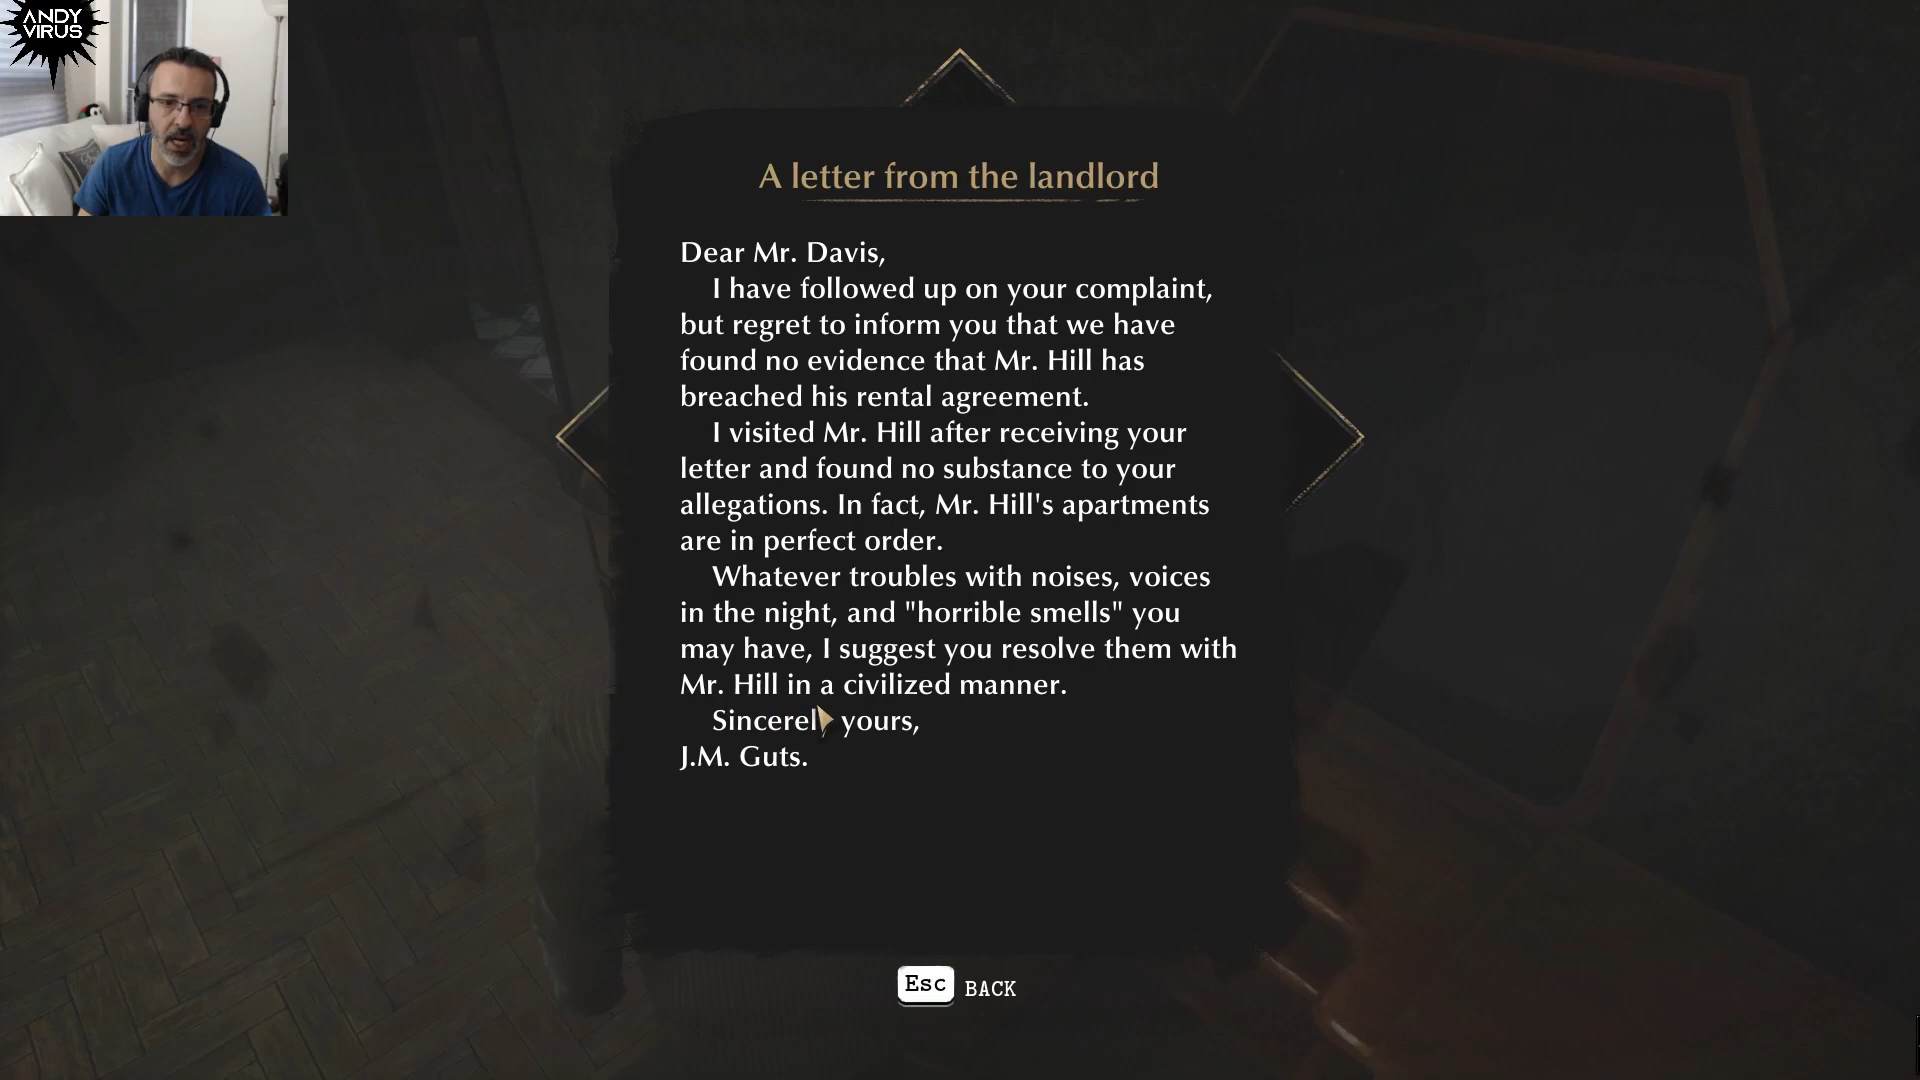 ANDY
VIRUS
A letter from the landlord
Dear Mr. Davis,
I have followed up on your complaint,
but regret to inform you that we have
found no evidence that Mr. Hill has
breached his rental agreement.
I visited Mr. Hill after receiving your
letter and found no substance to your
allegations. In fact, Mr. Hill's apartments
are in perfect order.
Whatever troubles with noises, voices
in the night, and "horrible smells" you
may have, I suggest you resolve them with
Mr. Hill in a civilized manner.
Sincerely yours,
J.M. Guts.
Esc BACK